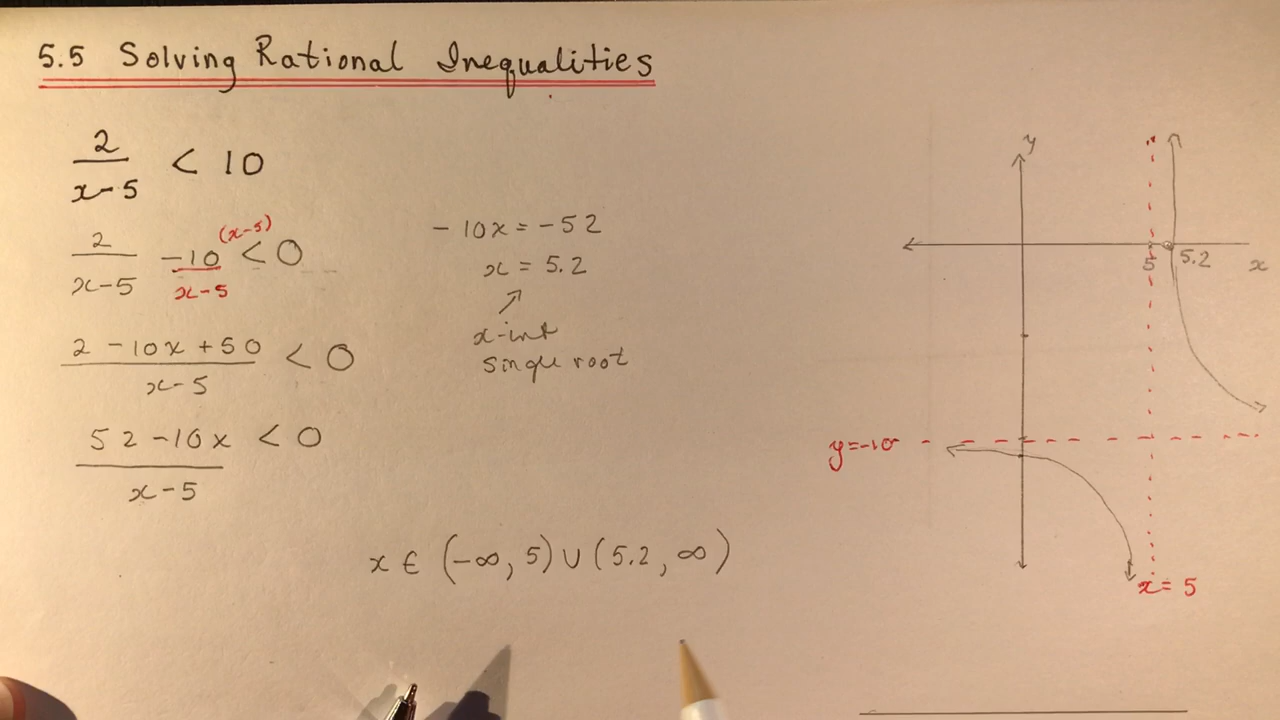 5.5 Solving Rational Inequalities
2/(x-5) < 10
2/(x-5) -10(x-5)/(x-5) < 0
(2 -10x +50)/(x-5) < 0
(52 -10x)/(x-5) < 0
-10x = -52
x = 5.2
x-int
single root
x ∈ (-∞, 5) ∪ (5.2, ∞)
y
5
5.2
x
y=-10
x = 5